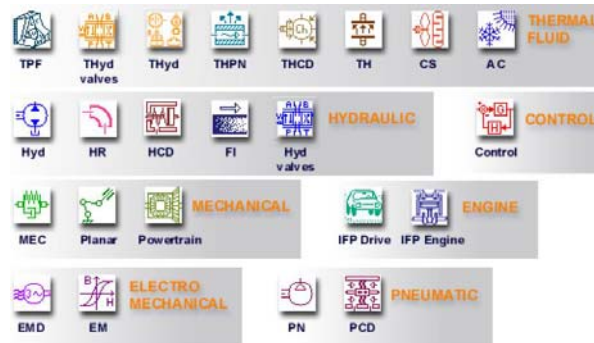 THERMAL
FLUID
TPF THyd valves THyd THPN THCD TH CS AC
HYDRAULIC
Hyd HR HCD FI Hyd valves
CONTROL
Control
MECHANICAL
MEC Planar Powertrain
ENGINE
IFP Drive IFP Engine
ELECTRO
MECHANICAL
EMD EM
PNEUMATIC
PN PCD